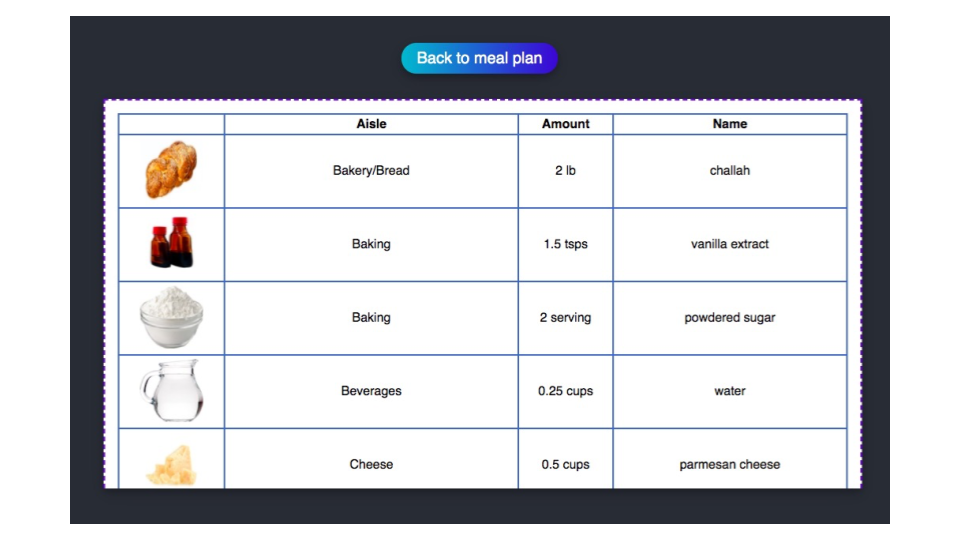 Back to meal plan
Aisle Amount Name
Bakery/Bread 2 lb challah
Baking 1.5 tsps vanilla extract
Baking 2 serving powdered sugar
Beverages 0.25 cups water
Cheese 0.5 cups parmesan cheese